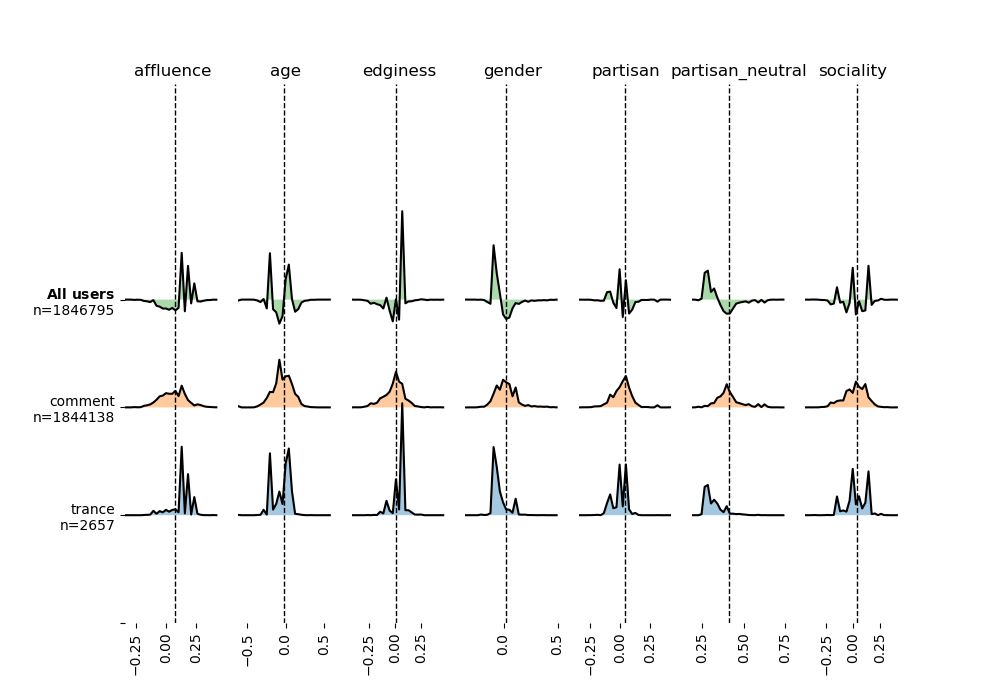 affluence age edginess gender partisan partisan_neutral sociality
All users
n=1846795
comment
n=1844138
trance
n=2657
−0.25 0.00 0.25 −0.5 0.0 0.5 −0.25 0.00 0.25 0.0 0.5 −0.25 0.00 0.25 0.25 0.50 0.75 −0.25 0.00 0.25